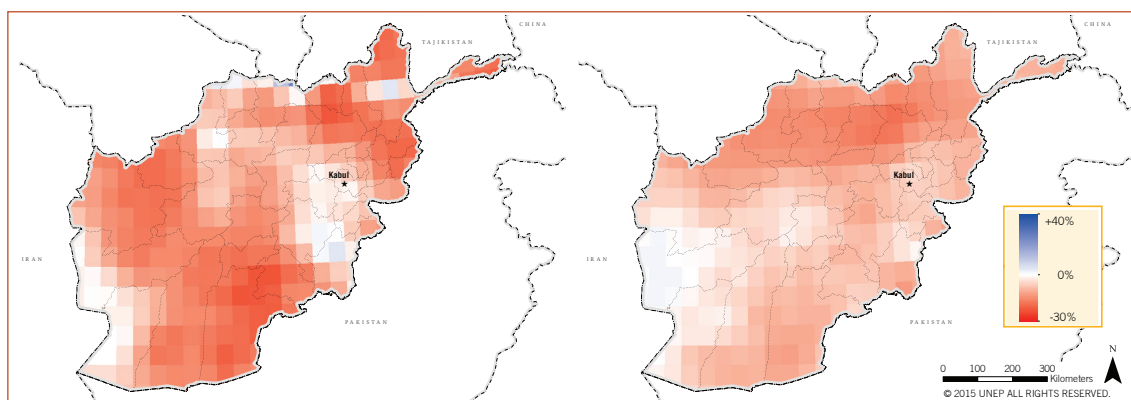 CHINA
TAJIKISTAN
Kabul
IRAN
PAKISTAN
CHINA
TAJIKISTAN
Kabul
IRAN
PAKISTAN
+40%
0%
-30%
N
0 100 200 300
Kilometers
© 2015 UNEP ALL RIGHTS RESERVED.